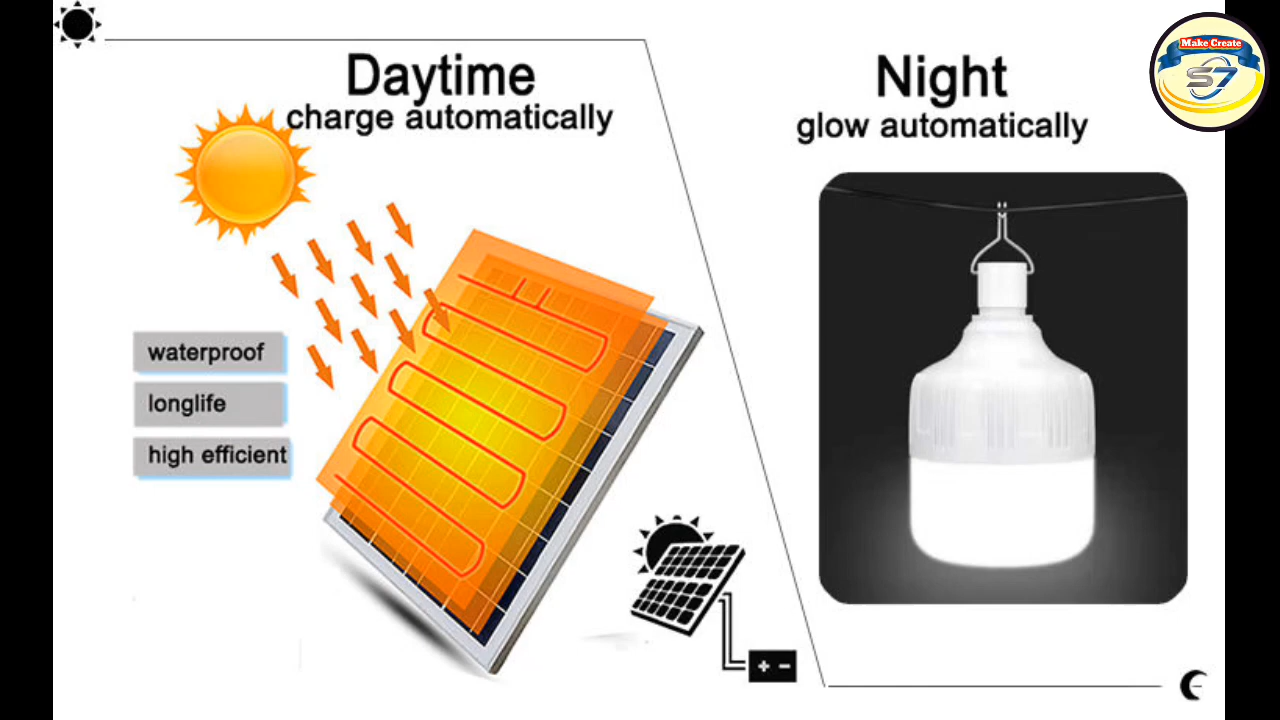 Daytime
charge automatically
waterproof
longlife
high efficient
+ -
Night
glow automatically
Make Create
S7